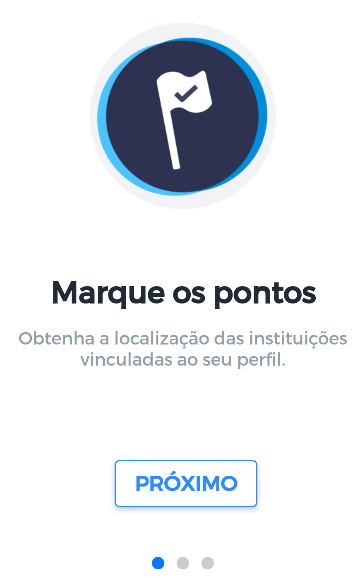 Marque os pontos
Obtenha a localização das instituições
vinculadas ao seu perfil.
PRÓXIMO